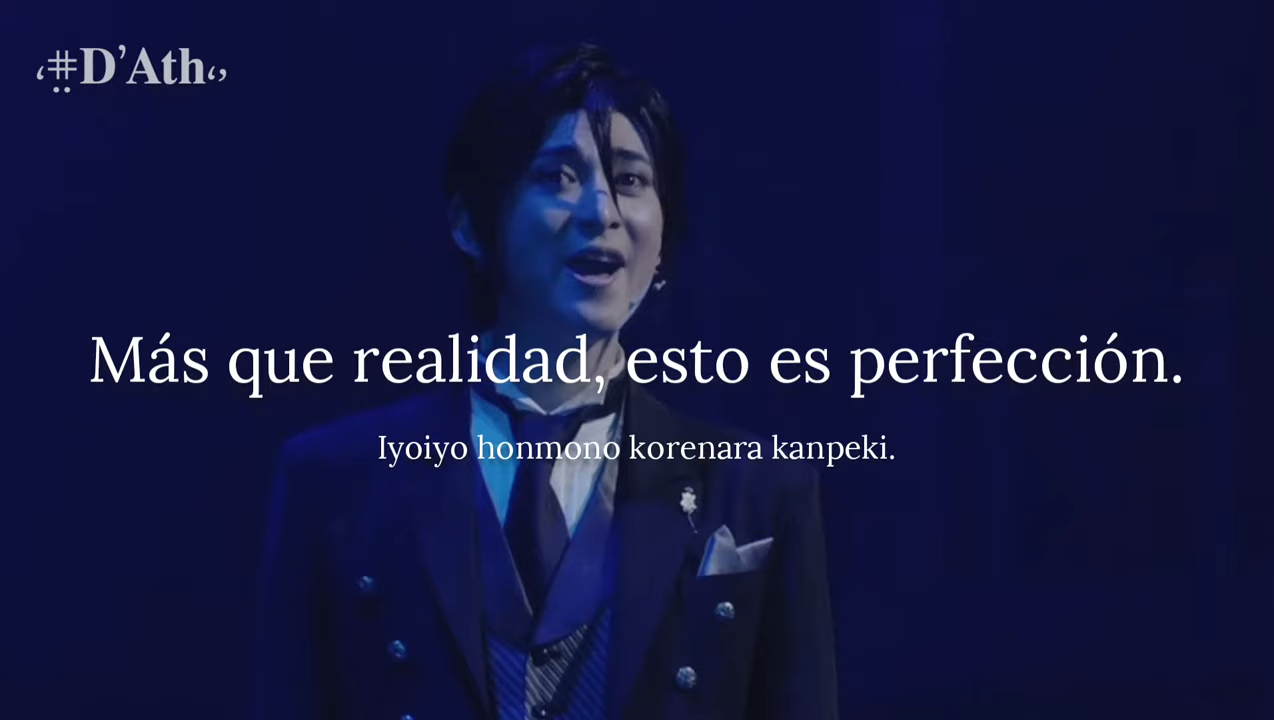 #D’Ath
Más que realidad, esto es perfección.
Iyoiyo honmono korenara kanpeki.